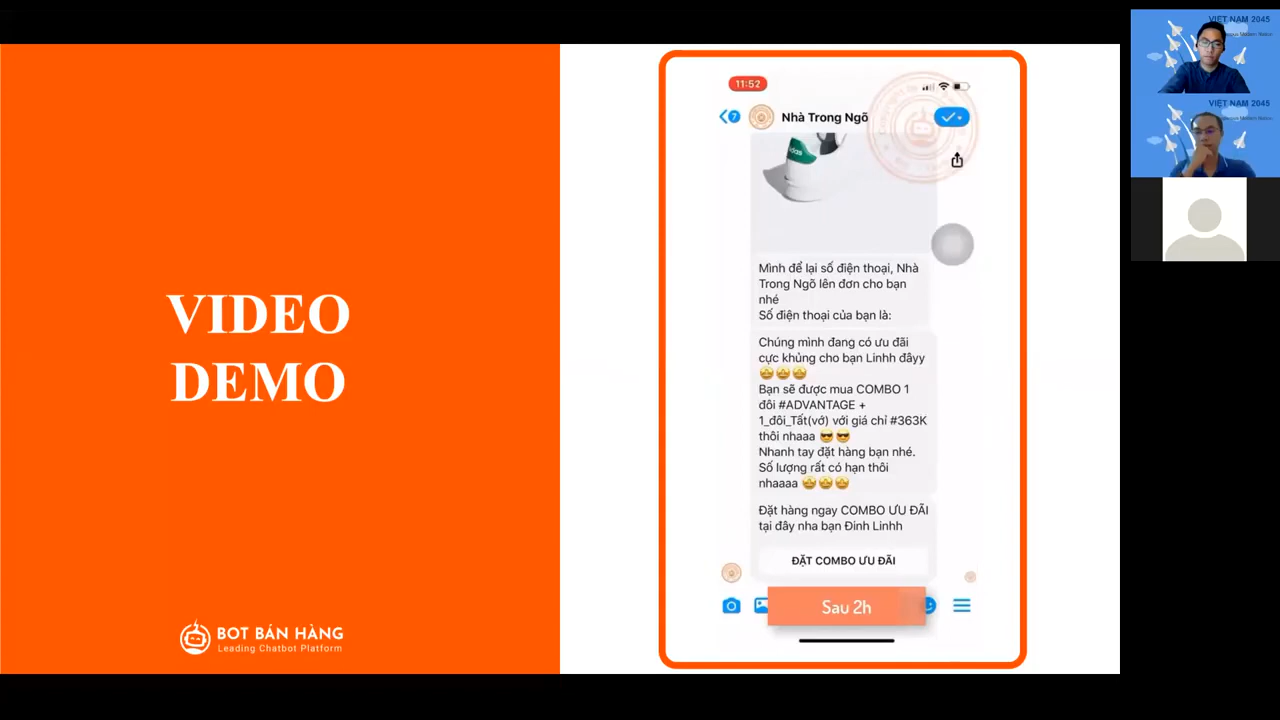 VIDEO
DEMO
BOT BÁN HÀNG
Leading Chatbot Platform
11:52
7
Nhà Trong Ngõ
Mình để lại số điện thoại, Nhà
Trong Ngõ lên đơn cho bạn
nhé
Số điện thoại của bạn là:
Chúng mình đang có ưu đãi
cực khủng cho bạn Linhh đâyy
🤩🤩🤩
Bạn sẽ được mua COMBO 1
đôi #ADVANTAGE +
1_đôi_Tất(vớ) với giá chỉ #363K
thôi nhaaa 😎😎
Nhanh tay đặt hàng bạn nhé.
Số lượng rất có hạn thôi
nhaaaa 🤩🤩🤩
Đặt hàng ngay COMBO ƯU ĐÃI
tại đây nha bạn Đinh Linhh
ĐẶT COMBO ƯU ĐÃI
Sau 2h
VIỆT NAM 2045
VIỆT NAM 2045